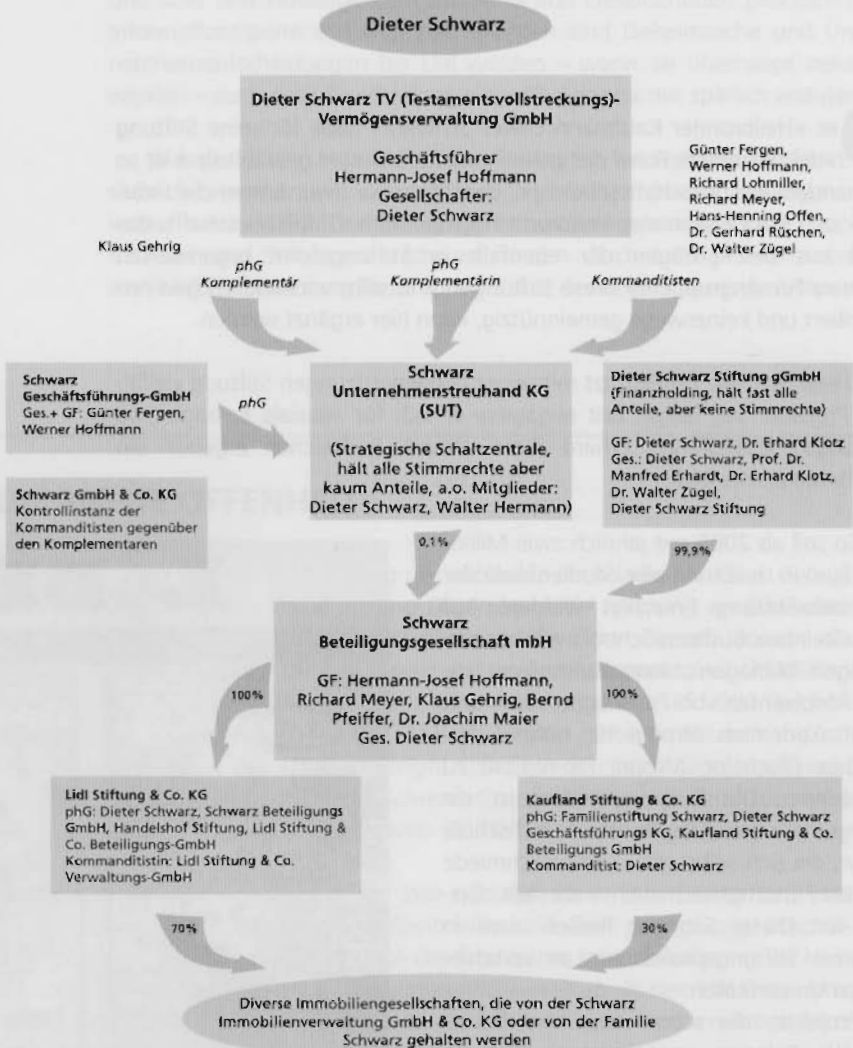 Dieter Schwarz
Dieter Schwarz TV (Testamentsvollstreckungs)-
Vermögensverwaltung GmbH
Geschäftsführer
Hermann-Josef Hoffmann
Gesellschafter:
Dieter Schwarz
Günter Fergen,
Werner Hoffmann,
Richard Lohmiller,
Richard Meyer,
Hans-Henning Offen,
Dr. Gerhard Rüschen,
Dr. Walter Zügel
Klaus Gehrig
phG
Komplementär
phG
Komplementärin
Kommanditisten
Schwarz
Geschäftsführungs-GmbH
Ges.+ GF: Günter Fergen,
Werner Hoffmann
phG
Schwarz GmbH & Co. KG
Kontrollinstanz der
Kommanditisten gegenüber
den Komplementaren
Schwarz
Unternehmenstreuhand KG
(SUT)
(Strategische Schaltzentrale,
hält alle Stimmrechte aber
kaum Anteile, a.o. Mitglieder:
Dieter Schwarz, Walter Hermann)
Dieter Schwarz Stiftung gGmbH
(Finanzholding, hält fast alle
Anteile, aber keine Stimmrechte)
GF: Dieter Schwarz, Dr. Erhard Klotz
Ges.: Dieter Schwarz, Prof. Dr.
Manfred Erhardt, Dr. Erhard Klotz,
Dr. Walter Zügel,
Dieter Schwarz Stiftung
0,1%
99,9%
Schwarz
Beteiligungsgesellschaft mbH
GF: Hermann-Josef Hoffmann,
Richard Meyer, Klaus Gehrig, Bernd
Pfeiffer, Dr. Joachim Maier
Ges. Dieter Schwarz
100%
100%
Lidl Stiftung & Co. KG
phG: Dieter Schwarz, Schwarz Beteiligungs
GmbH, Handelshof Stiftung, Lidl Stiftung &
Co. Beteiligungs-GmbH
Kommanditistin: Lidl Stiftung & Co.
Verwaltungs-GmbH
Kaufland Stiftung & Co. KG
phG: Familienstiftung Schwarz, Dieter Schwarz
Geschäftsführungs KG, Kaufland Stiftung & Co.
Beteiligungs GmbH
Kommanditist: Dieter Schwarz
70%
30%
Diverse Immobiliengesellschaften, die von der Schwarz
Immobilienverwaltung GmbH & Co. KG oder von der Familie
Schwarz gehalten werden